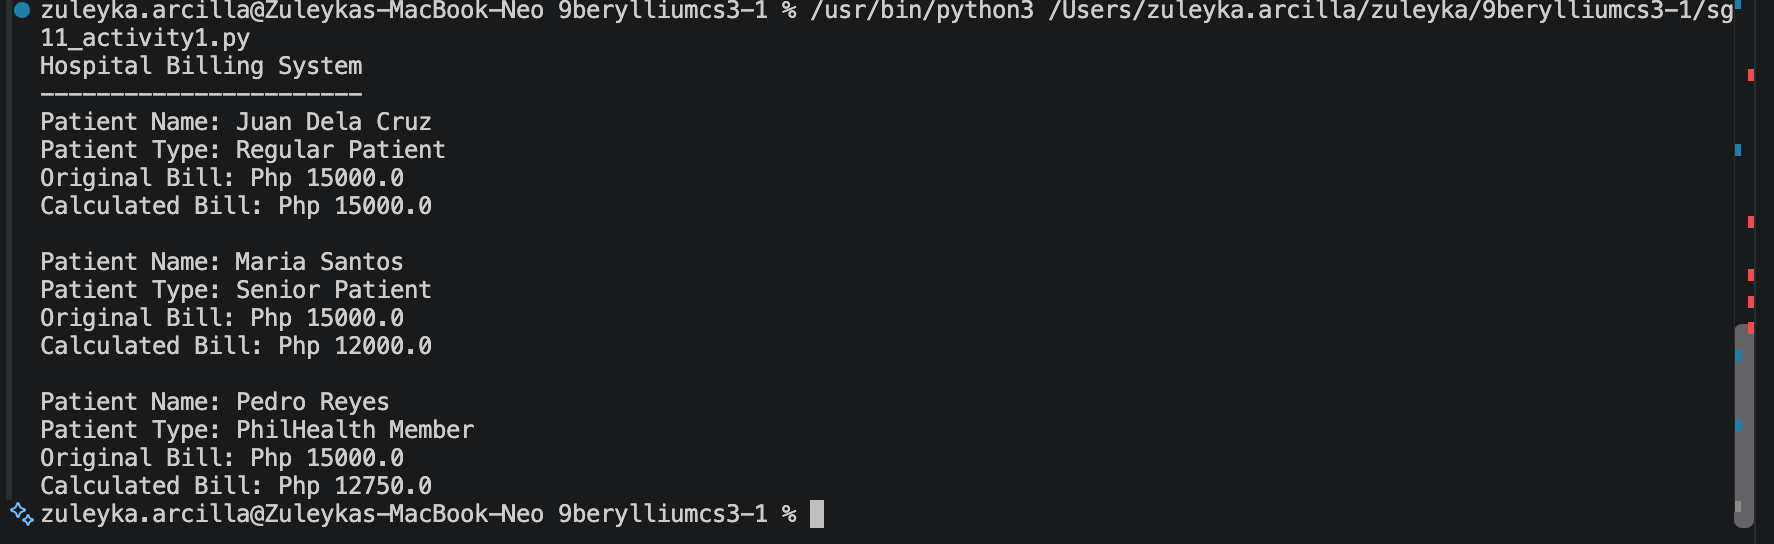 zuleyka.arcilla@Zuleykas-MacBook-Neo 9berylliumcs3-1 % /usr/bin/python3 /Users/zuleyka.arcilla/zuleyka/9berylliumcs3-1/sg
11_activity1.py
Hospital Billing System
-----------------------
Patient Name: Juan Dela Cruz
Patient Type: Regular Patient
Original Bill: Php 15000.0
Calculated Bill: Php 15000.0

Patient Name: Maria Santos
Patient Type: Senior Patient
Original Bill: Php 15000.0
Calculated Bill: Php 12000.0

Patient Name: Pedro Reyes
Patient Type: PhilHealth Member
Original Bill: Php 15000.0
Calculated Bill: Php 12750.0
zuleyka.arcilla@Zuleykas-MacBook-Neo 9berylliumcs3-1 %